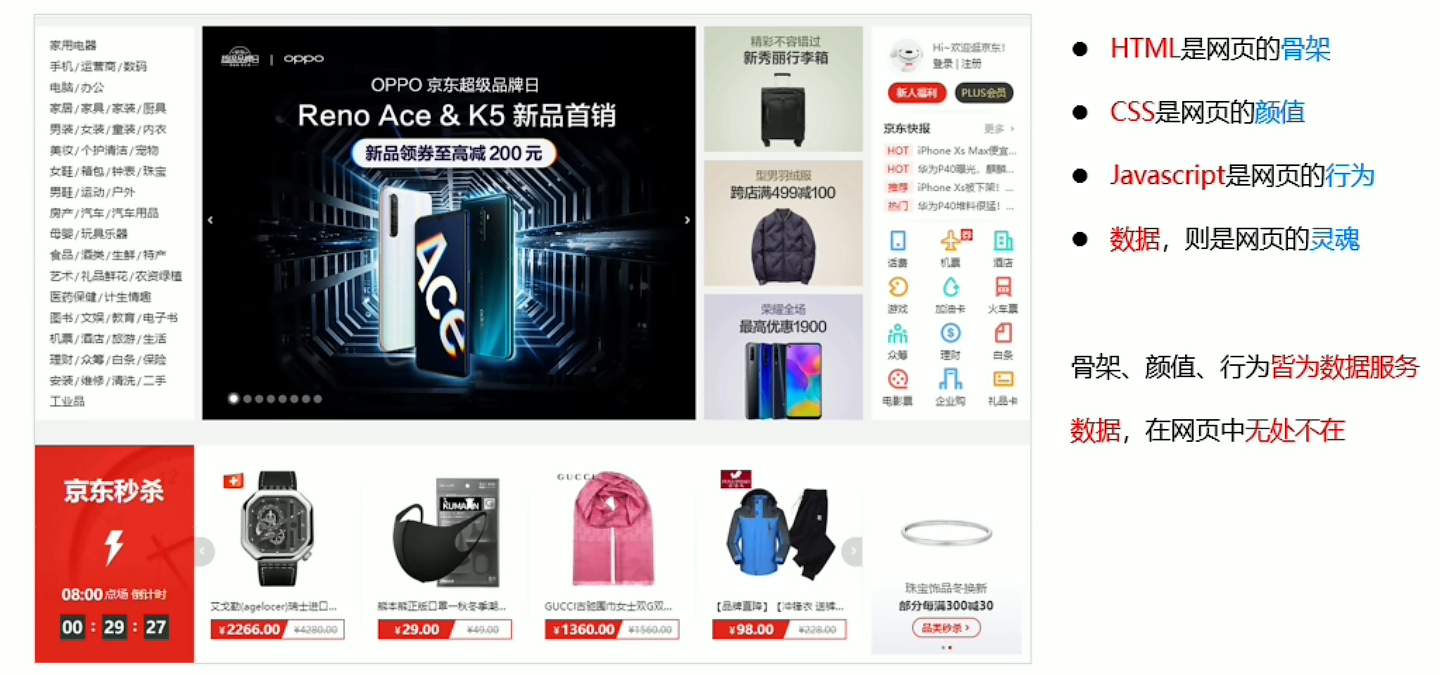 家用电器
手机/运营商/数码
电脑/办公
家居/家具/家装/厨具
男装/女装/童装/内衣
美妆/个护清洁/宠物
女鞋/箱包/钟表/珠宝
男鞋/运动/户外
房产/汽车/汽车用品
母婴/玩具乐器
食品/酒类/生鲜/特产
艺术/礼品鲜花/农资绿植
医药保健/计生情趣
图书/文娱/教育/电子书
机票/酒店/旅游/生活
理财/众筹/白条/保险
安装/维修/清洗/二手
工业品
oppo
OPPO 京东超级品牌日
Reno Ace & K5 新品首销
新品领券至高减 200 元
ACE
精彩不容错过
新秀丽行李箱
型男羽绒服
跨店满499减100
荣耀全场
最高优惠1900
Hi~欢迎逛京东!
登录 | 注册
新人福利 PLUS会员
京东快报 更多 ›
HOT iPhone Xs Max便宜...
HOT 华为P40曝光、麒麟...
推荐 iPhone Xs被下架! ...
热门 华为P40堆料很猛! ...
话费 机票 酒店
游戏 加油卡 火车票
众筹 理财 白条
电影票 企业购 礼品卡
京东秒杀
08:00 点场 倒计时
00 : 29 : 27
艾戈勒(agelocer)瑞士进口...
¥2266.00 ¥4280.00
KUMAXN
熊本熊正版口罩一秋冬季潮...
¥29.00 ¥49.00
GUCCI
GUCCI古驰围巾女士双G双...
¥1360.00 ¥1560.00
【品牌直降】【冲锋衣 送裤...
¥98.00 ¥228.00
珠宝饰品冬换新
部分每满300减30
品类秒杀 ›
● HTML是网页的骨架
● CSS是网页的颜值
● Javascript是网页的行为
● 数据，则是网页的灵魂
骨架、颜值、行为皆为数据服务
数据，在网页中无处不在